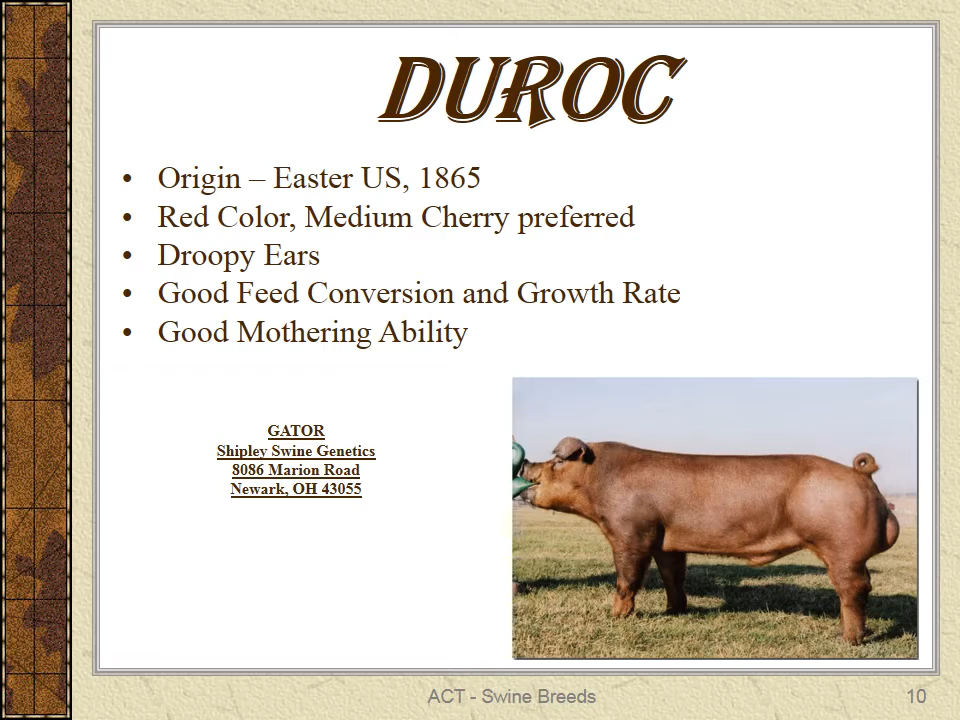 DUROC
• Origin – Easter US, 1865
• Red Color, Medium Cherry preferred
• Droopy Ears
• Good Feed Conversion and Growth Rate
• Good Mothering Ability
GATOR
Shipley Swine Genetics
8086 Marion Road
Newark, OH 43055
ACT - Swine Breeds
10